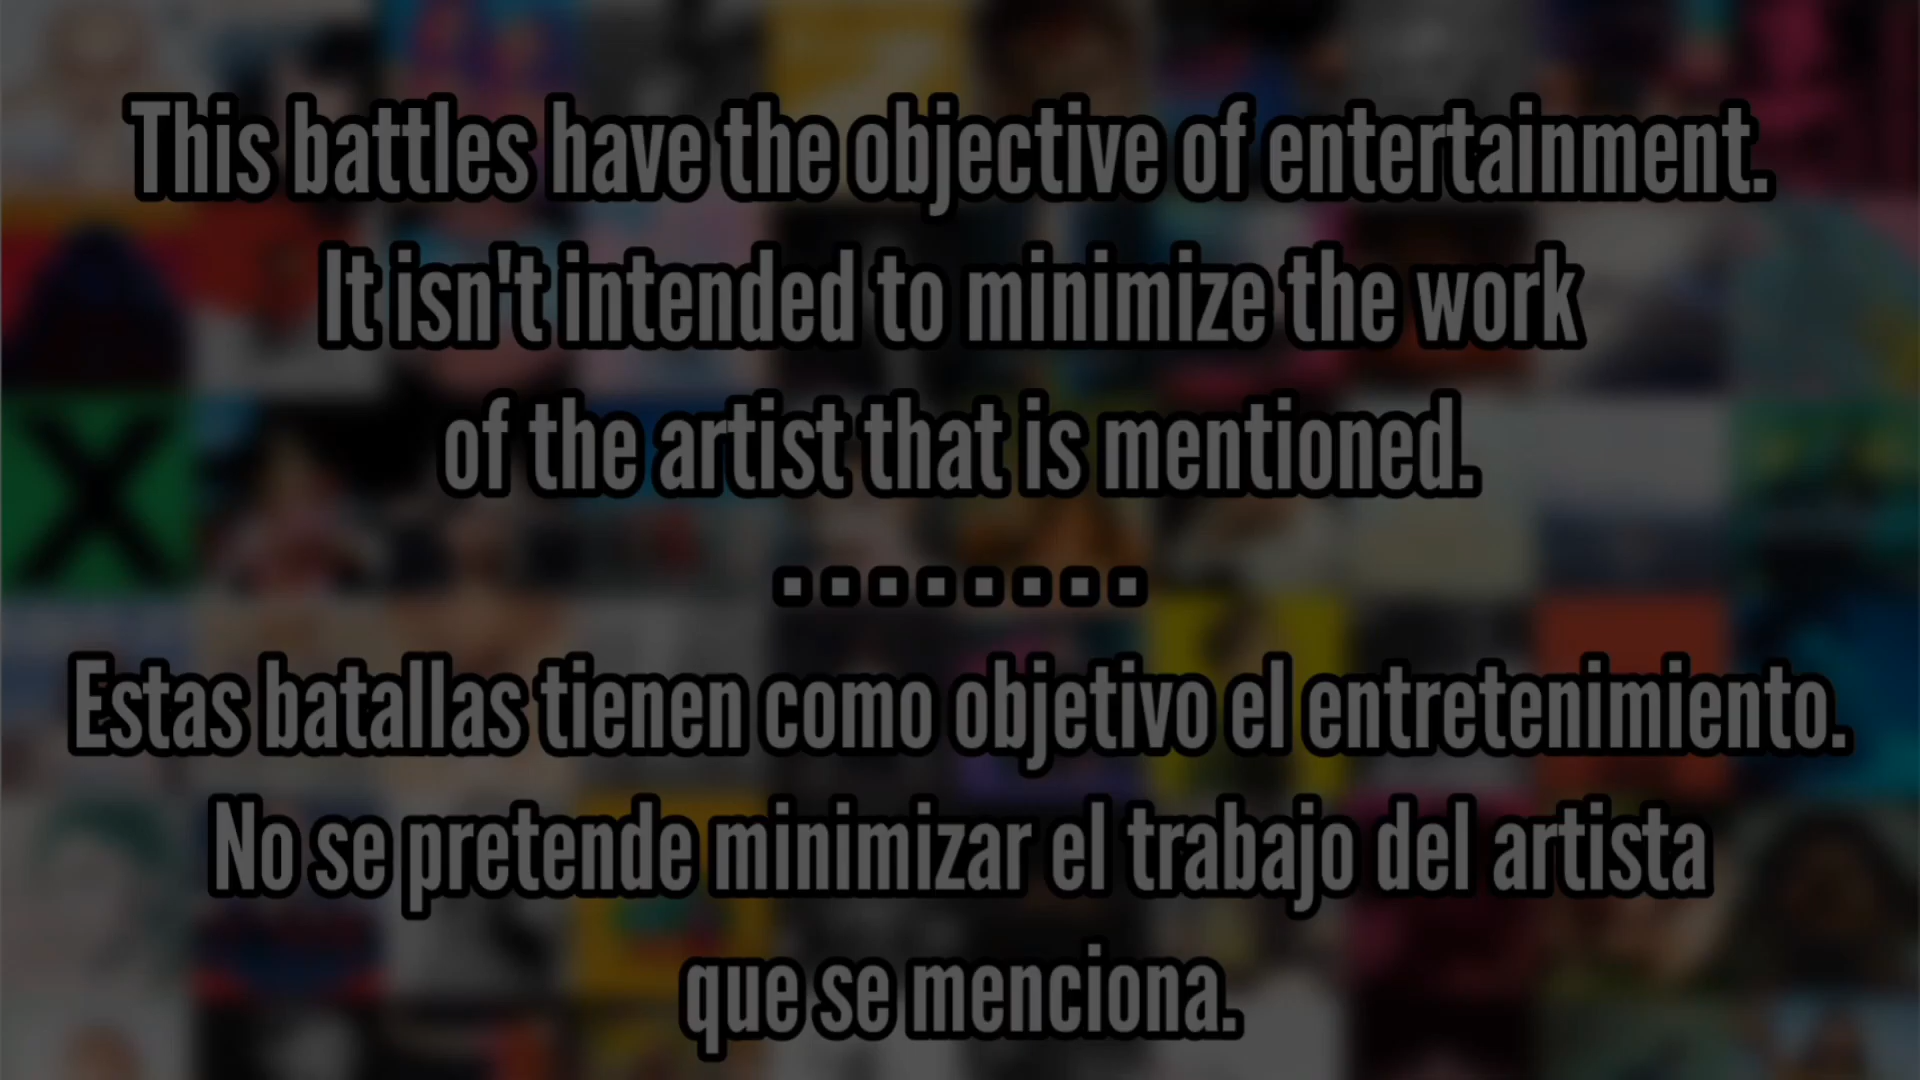 This battles have the objective of entertainment.
It isn't intended to minimize the work
of the artist that is mentioned.
........
Estas batallas tienen como objetivo el entretenimiento.
No se pretende minimizar el trabajo del artista
que se menciona.